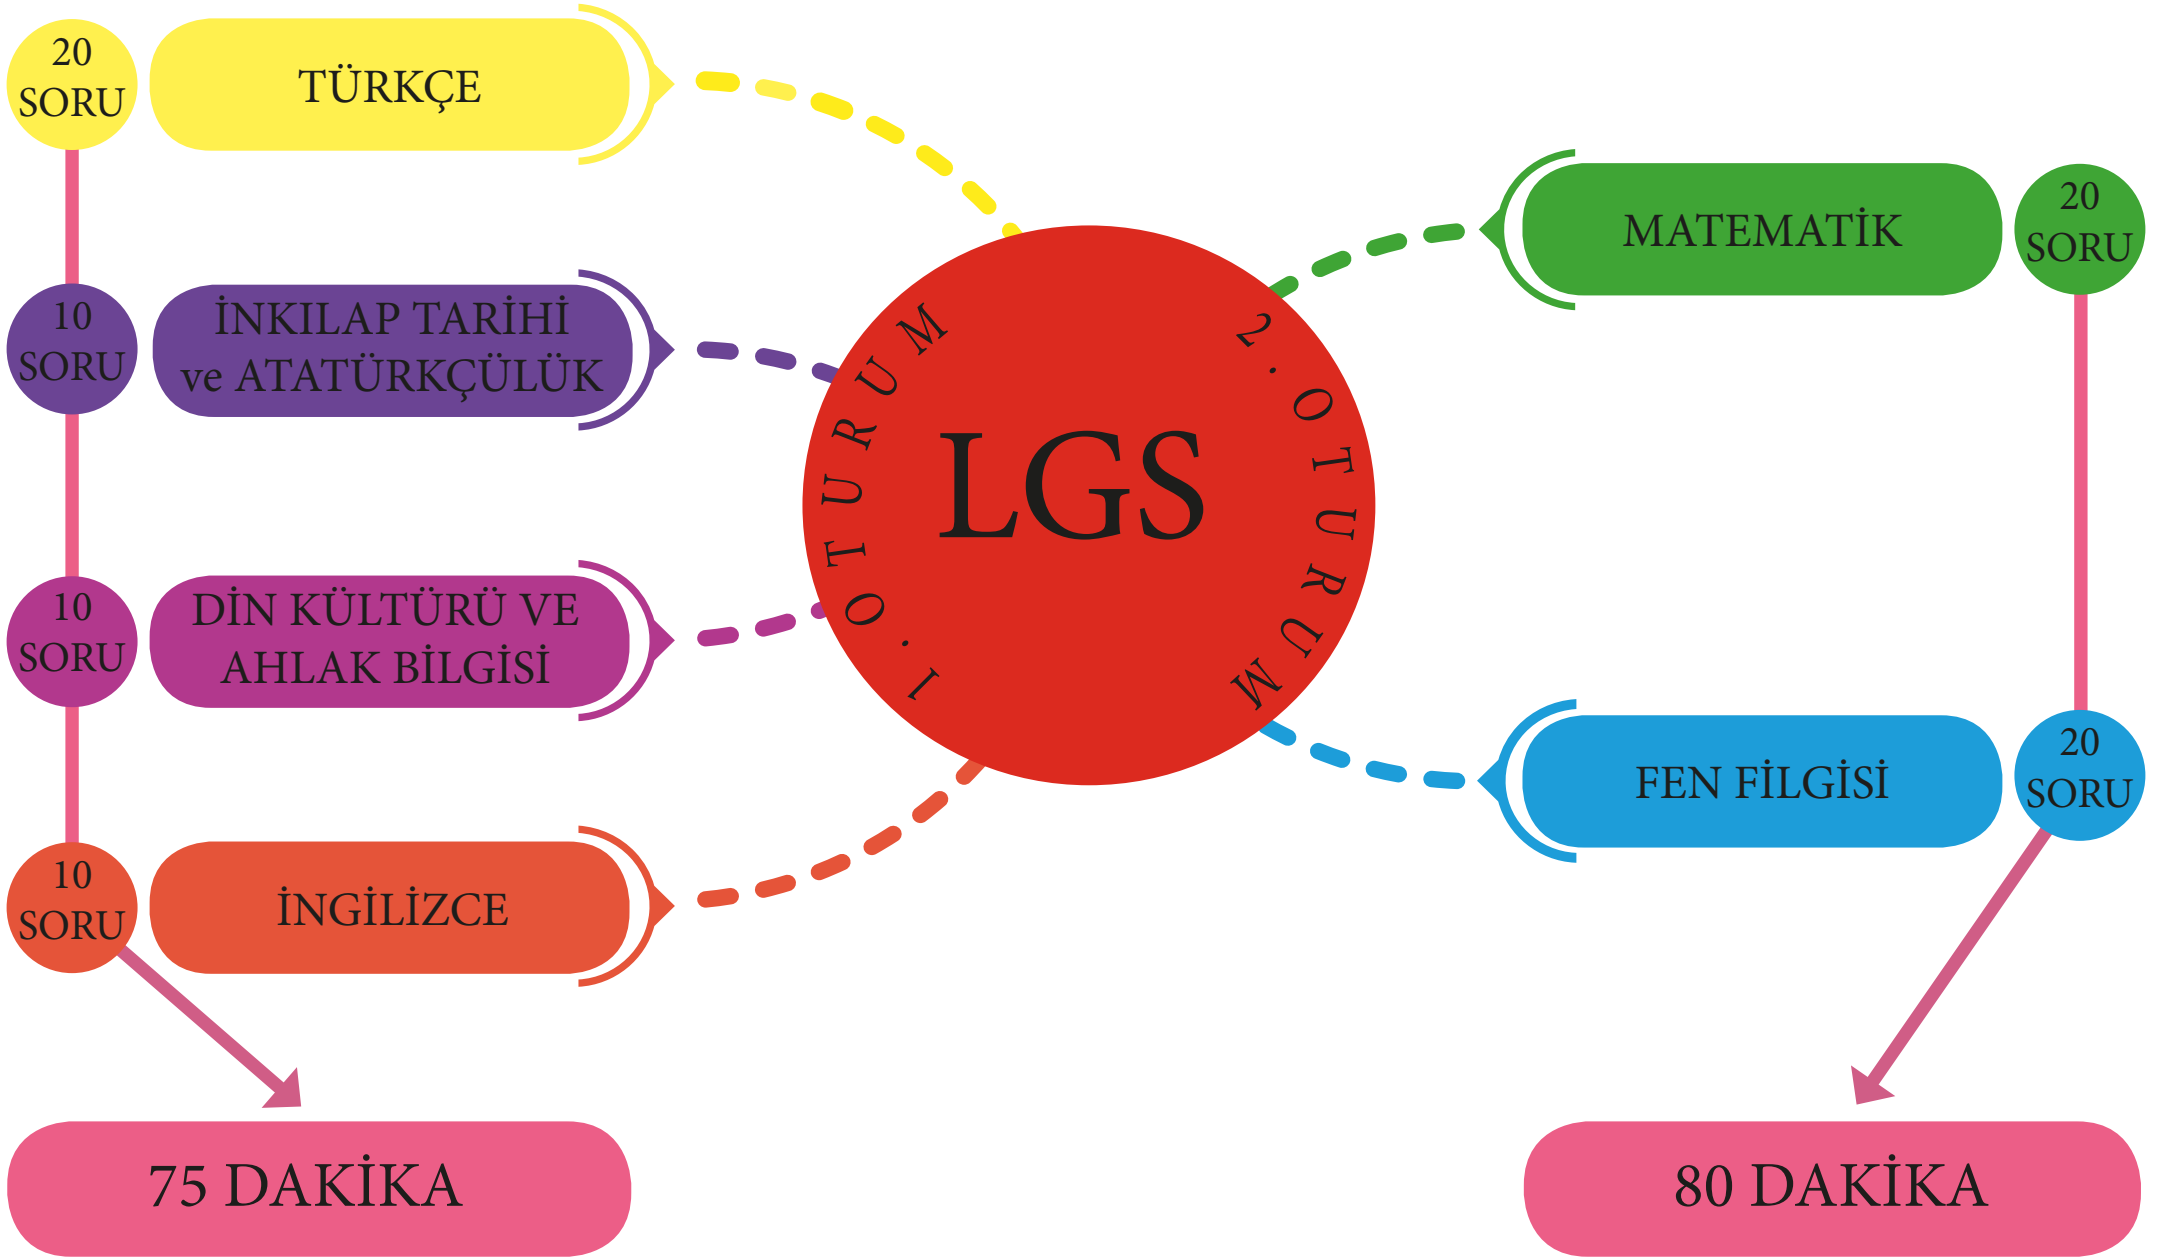 20
SORU
TÜRKÇE
10
SORU
İNKILAP TARİHİ
ve ATATÜRKÇÜLÜK
10
SORU
DİN KÜLTÜRÜ VE
AHLAK BİLGİSİ
10
SORU
İNGİLİZCE
75 DAKİKA
1.OTURUM
LGS
2.OTURUM
MATEMATİK
20
SORU
FEN FİLGİSİ
20
SORU
80 DAKİKA